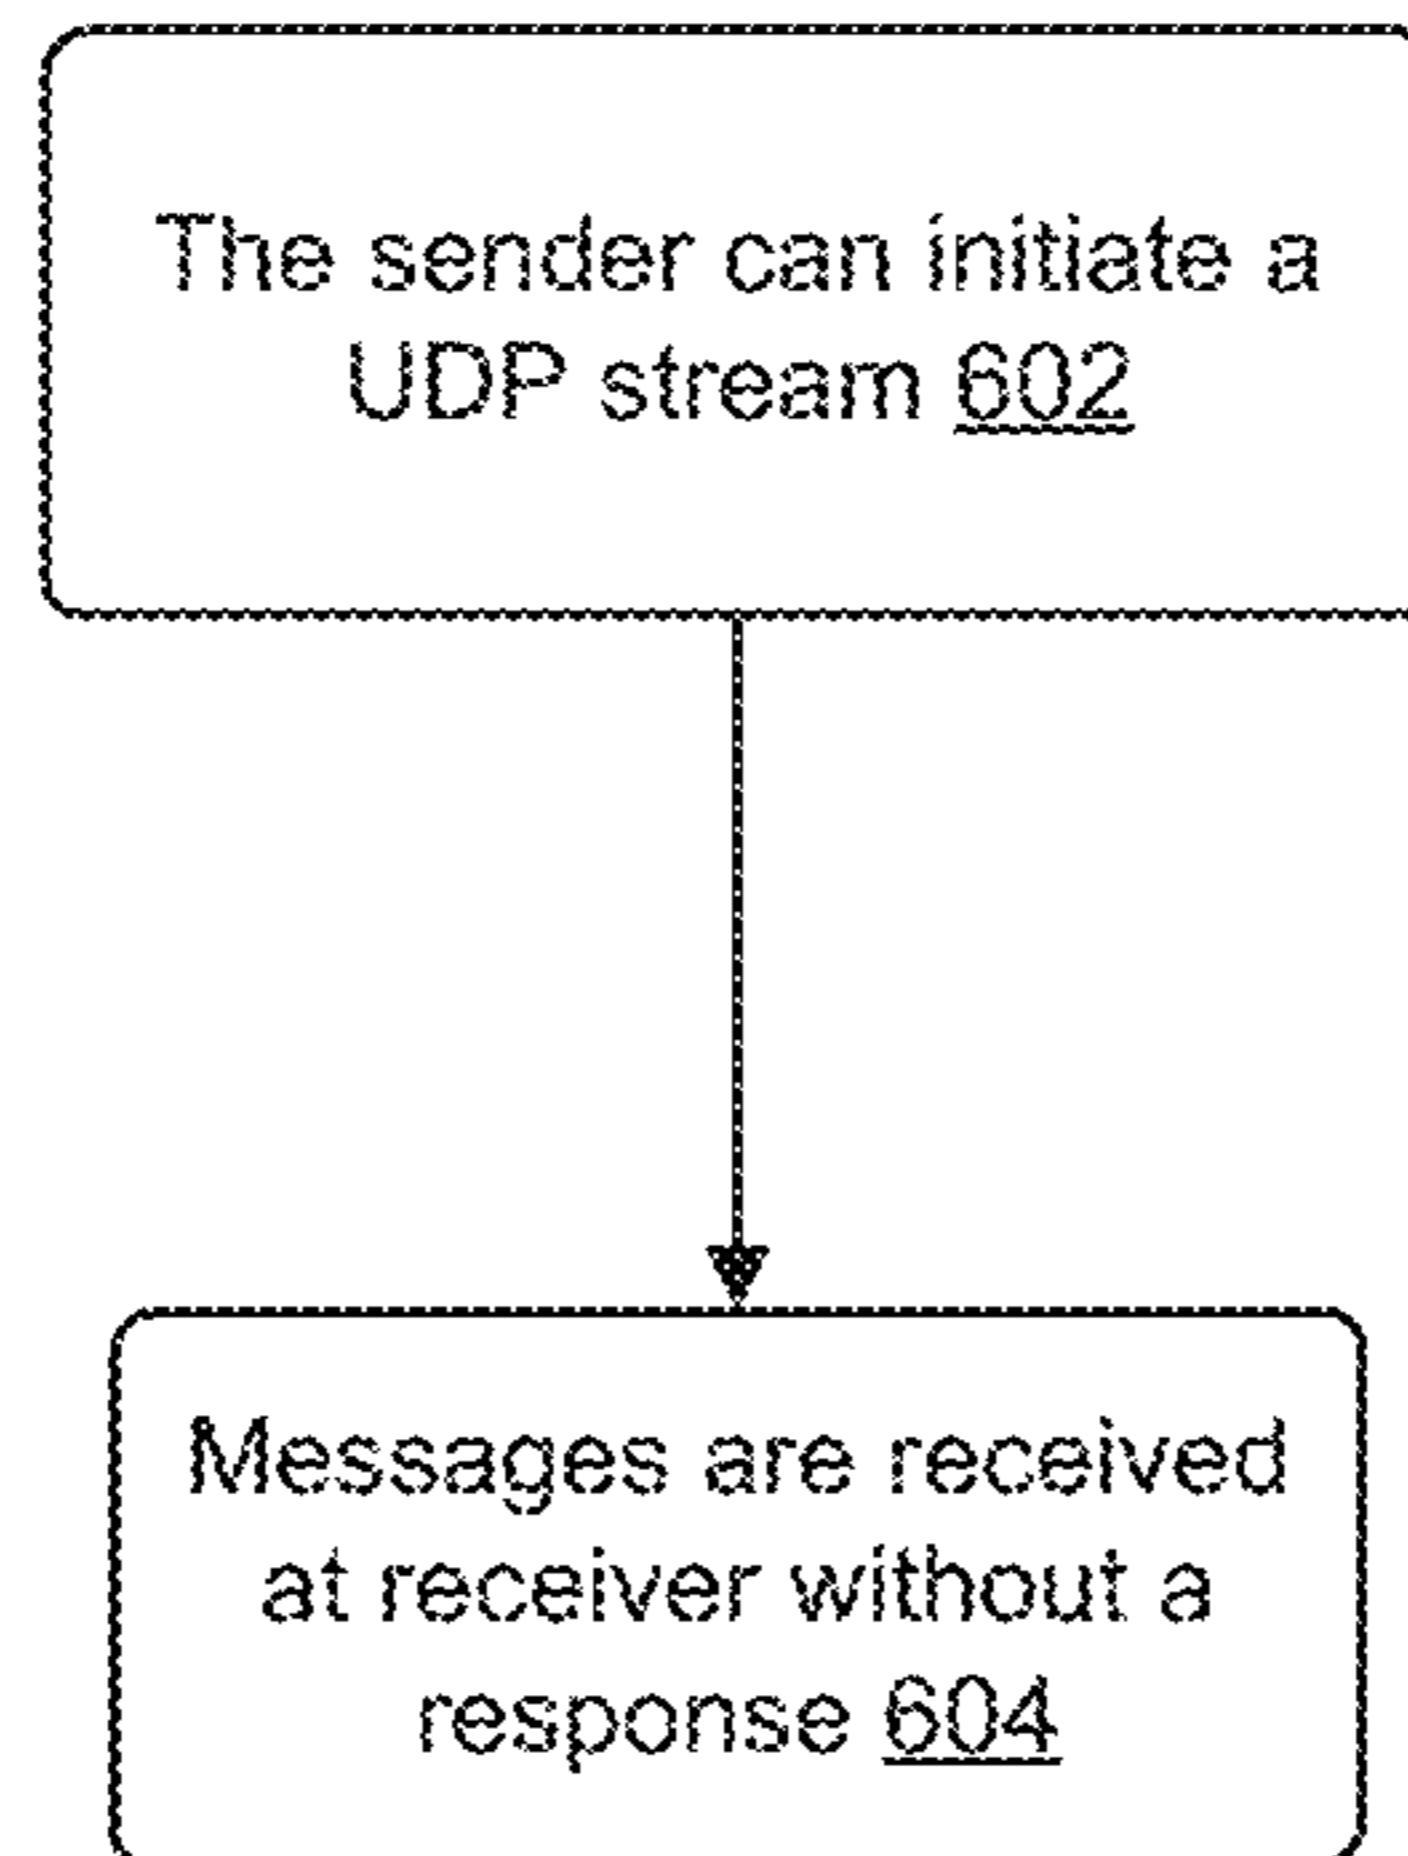 The sender can initiate a
UDP stream 602
Messages are received
at receiver without a
response 604